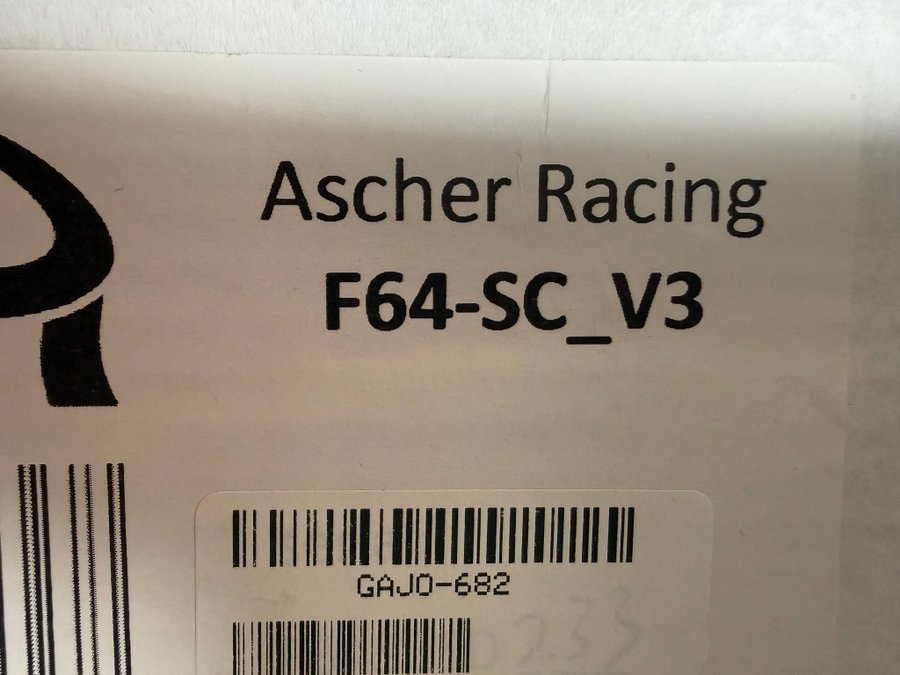 Ascher Racing
F64-SC_V3
GAJO-682